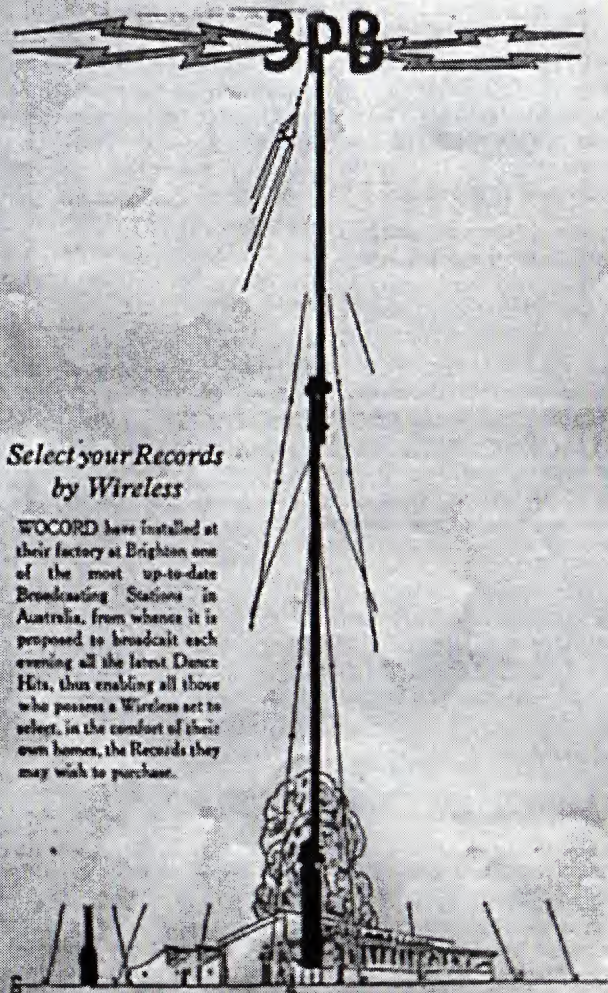 3PB
Select your Records
by Wireless
WOCORD have installed at
their factory at Brighton one
of the most up-to-date
Broadcasting Stations in
Australia, from whence it is
proposed to broadcast each
evening all the latest Dance
Hits, thus enabling all those
who possess a Wireless set to
select, in the comfort of their
own homes, the Records they
may wish to purchase.